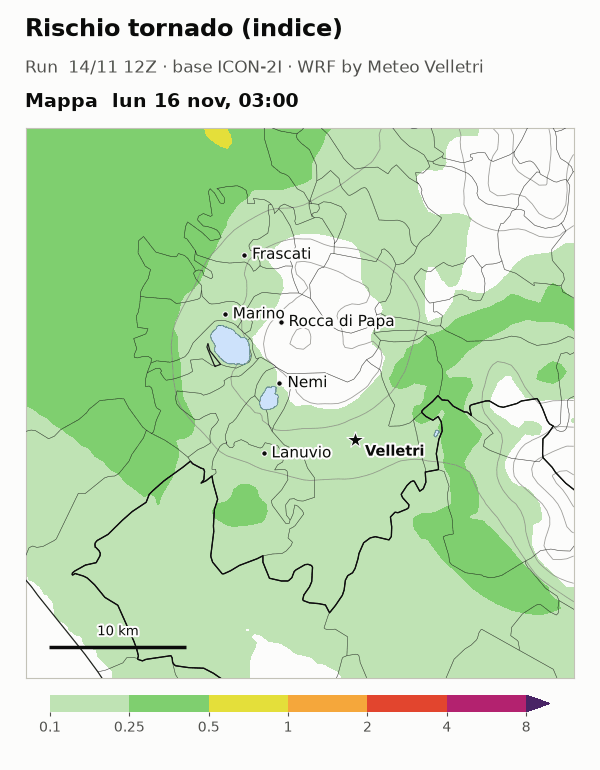 Rischio tornado (indice)
Run  14/11 12Z · base ICON-2I · WRF by Meteo Velletri
Mappa  lun 16 nov, 03:00
Frascati
Marino
Rocca di Papa
Nemi
Velletri
Lanuvio
10 km
0.1 0.25 0.5 1 2 4 8